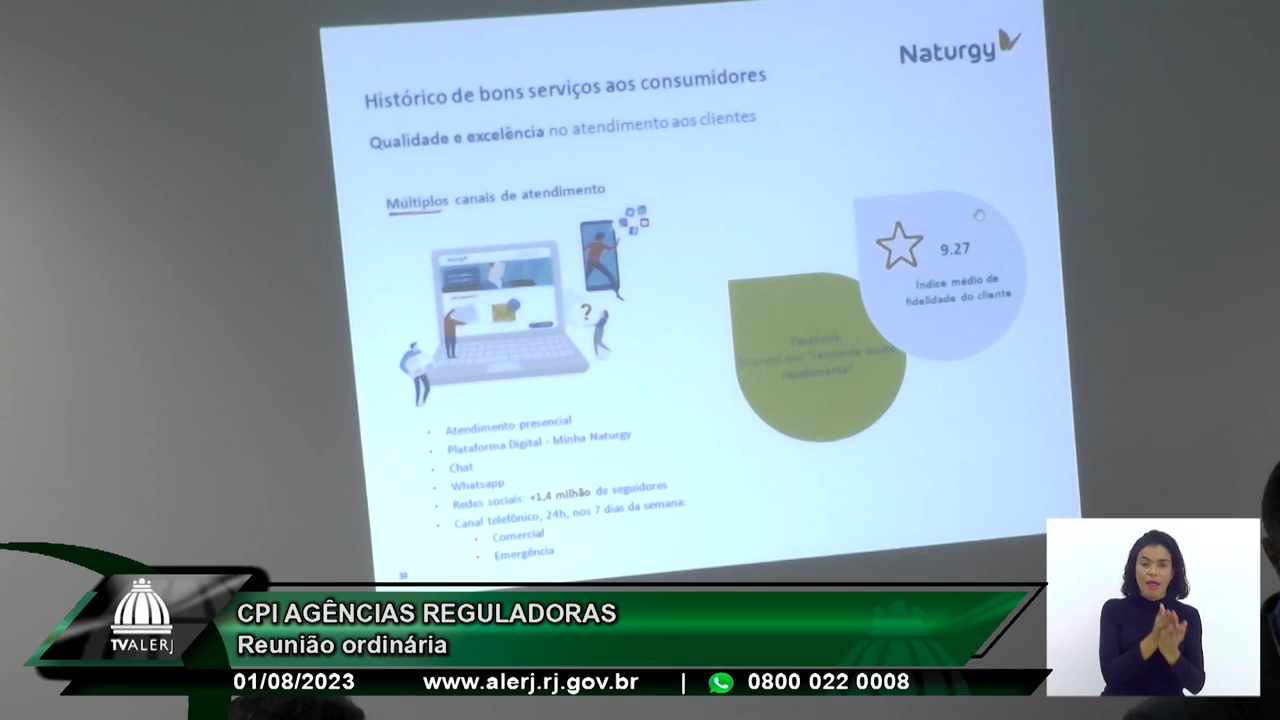 Naturgy
Histórico de bons serviços aos consumidores
Qualidade e excelência no atendimento aos clientes
Múltiplos canais de atendimento
9.27
Índice médio de
fidelidade do cliente
?
Facebook
"responde
rapidamente"
• Atendimento presencial
• Plataforma Digital - Minha Naturgy
• Chat
• Whatsapp
• Redes sociais: +1,4 milhão de seguidores
• Canal telefônico, 24h, nos 7 dias da semana:
• Comercial
• Emergência
TVALERJ
CPI AGÊNCIAS REGULADORAS
Reunião ordinária
01/08/2023 www.alerj.rj.gov.br | 0800 022 0008